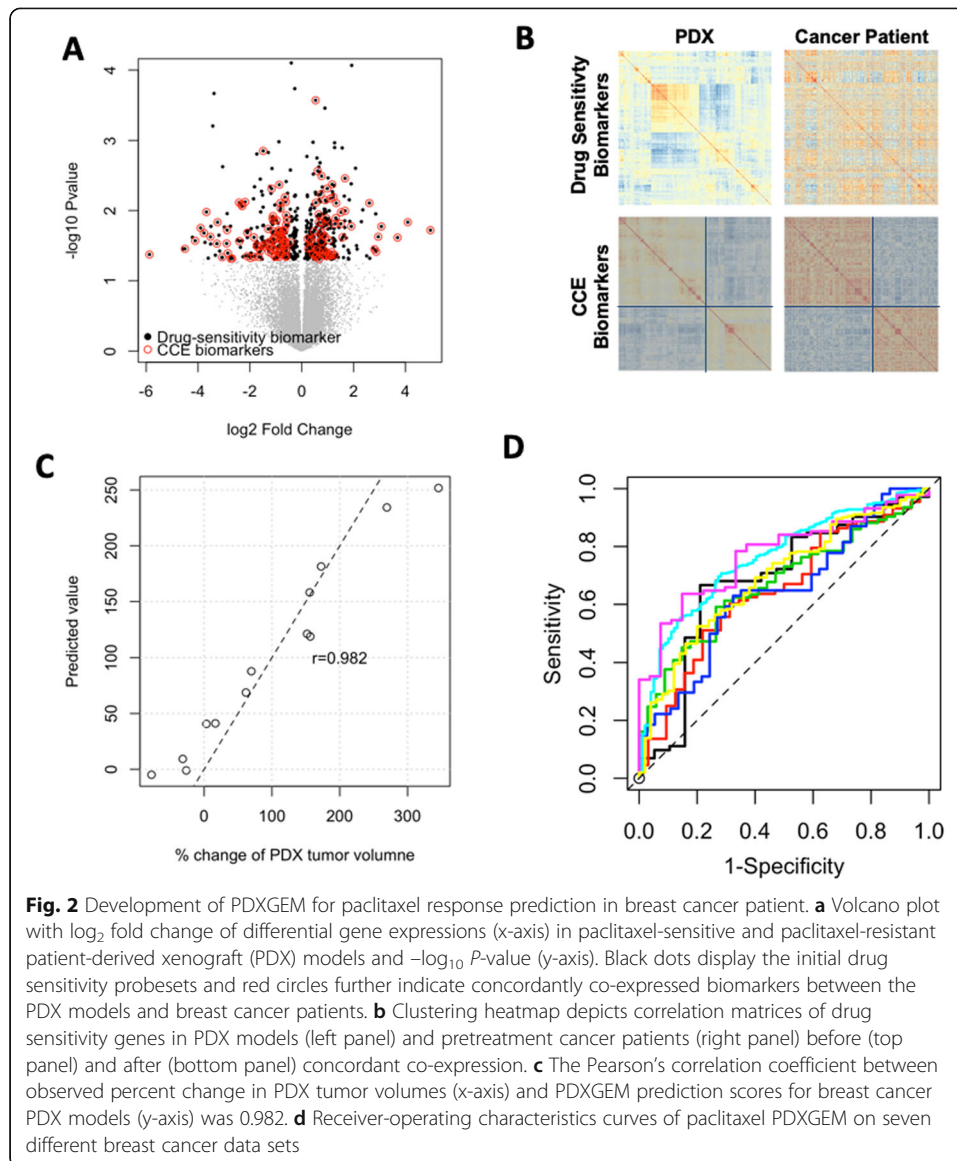 A
-log10 Pvalue
4
3
2
1
0
Drug-sensitivity biomarker
CCE biomarkers
-6 -4 -2 0 2 4 6
log2 Fold Change
B
PDX Cancer Patient
Drug Sensitivty
Biomarkers
CCE
Biomarkers
C
Predicted value
250
200
150
100
50
0
r=0.982
0 100 200 300
% change of PDX tumor volumne
D
Sensitivity
1.0
0.8
0.6
0.4
0.2
0.0
0.0 0.2 0.4 0.6 0.8 1.0
1-Specificity
Fig. 2 Development of PDXGEM for paclitaxel response prediction in breast cancer patient. a Volcano plot
with log₂ fold change of differential gene expressions (x-axis) in paclitaxel-sensitive and paclitaxel-resistant
patient-derived xenograft (PDX) models and –log₁₀ P-value (y-axis). Black dots display the initial drug
sensitivity probesets and red circles further indicate concordantly co-expressed biomarkers between the
PDX models and breast cancer patients. b Clustering heatmap depicts correlation matrices of drug
sensitivity genes in PDX models (left panel) and pretreatment cancer patients (right panel) before (top
panel) and after (bottom panel) concordant co-expression. c The Pearson's correlation coefficient between
observed percent change in PDX tumor volumes (x-axis) and PDXGEM prediction scores for breast cancer
PDX models (y-axis) was 0.982. d Receiver-operating characteristics curves of paclitaxel PDXGEM on seven
different breast cancer data sets